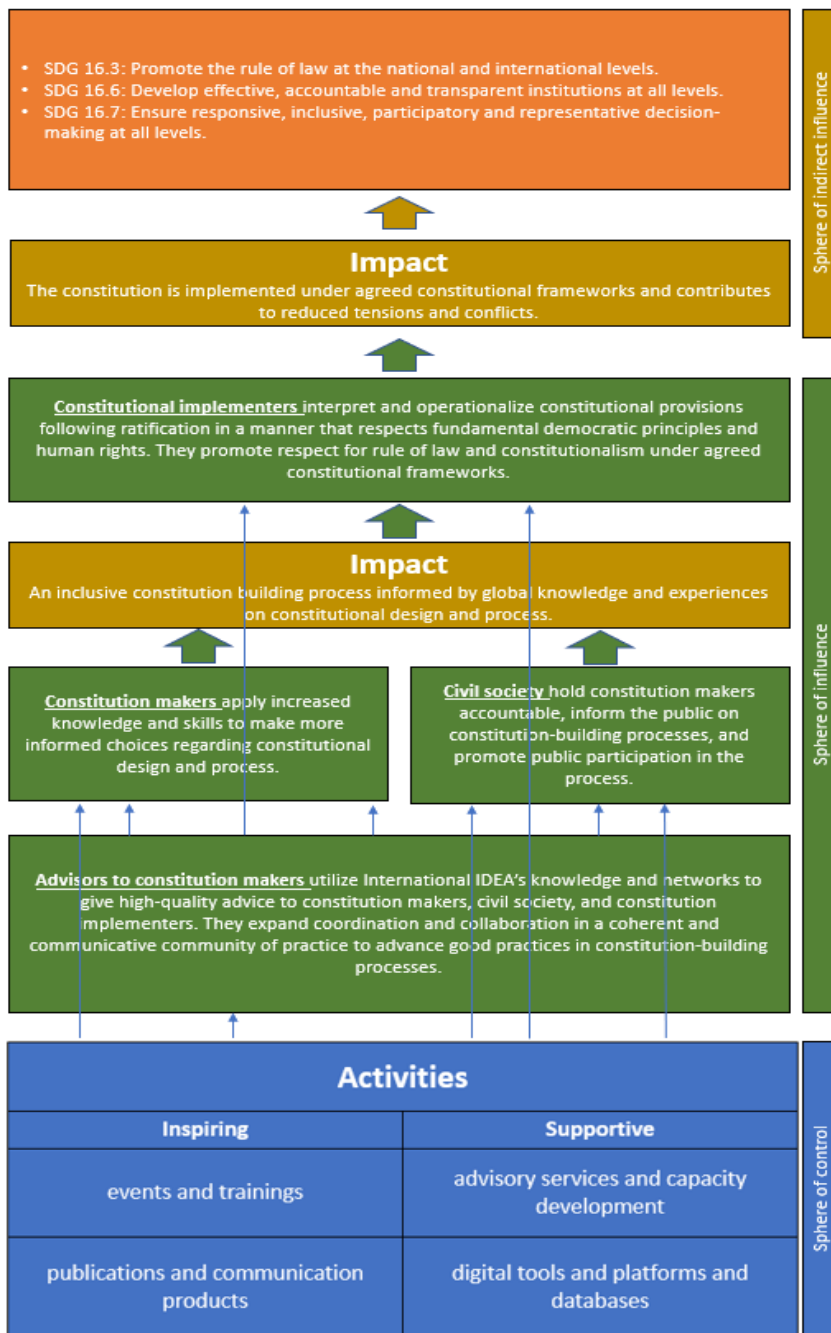 • SDG 16.3: Promote the rule of law at the national and international levels.
• SDG 16.6: Develop effective, accountable and transparent institutions at all levels.
• SDG 16.7: Ensure responsive, inclusive, participatory and representative decision-
making at all levels.
Sphere of indirect influence
Impact
The constitution is implemented under agreed constitutional frameworks and contributes
to reduced tensions and conflicts.
Constitutional implementers interpret and operationalize constitutional provisions
following ratification in a manner that respects fundamental democratic principles and
human rights. They promote respect for rule of law and constitutionalism under agreed
constitutional frameworks.
Sphere of influence
Impact
An inclusive constitution building process informed by global knowledge and experiences
on constitutional design and process.
Constitution makers apply increased
knowledge and skills to make more
informed choices regarding constitutional
design and process.
Civil society hold constitution makers
accountable, inform the public on
constitution-building processes, and
promote public participation in the
process.
Advisors to constitution makers utilize International IDEA's knowledge and networks to
give high-quality advice to constitution makers, civil society, and constitution
implementers. They expand coordination and collaboration in a coherent and
communicative community of practice to advance good practices in constitution-building
processes.
Activities
Inspiring
Supportive
events and trainings
advisory services and capacity
development
publications and communication
products
digital tools and platforms and
databases
Sphere of control